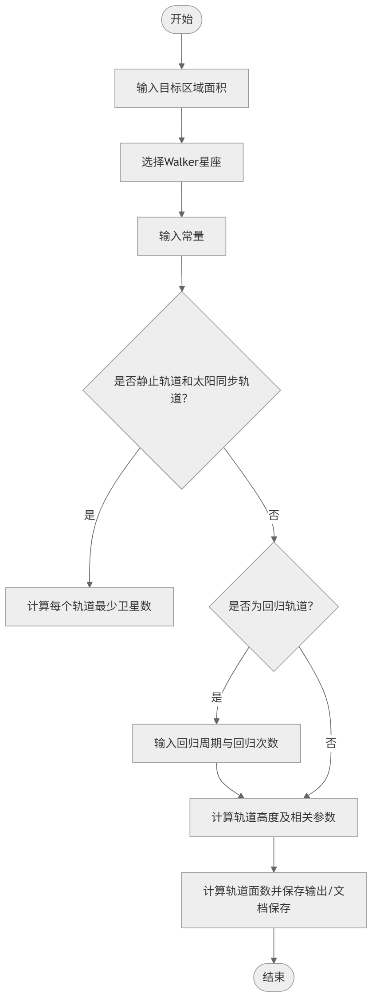 开始
输入目标区域面积
选择Walker星座
输入常量
是否静止轨道和太阳同步轨
道？
是
否
计算每个轨道最少卫星数
是否为回归轨道？
是
否
输入回归周期与回归次数
计算轨道高度及相关参数
计算轨道面数并保存输出/文
档保存
结束